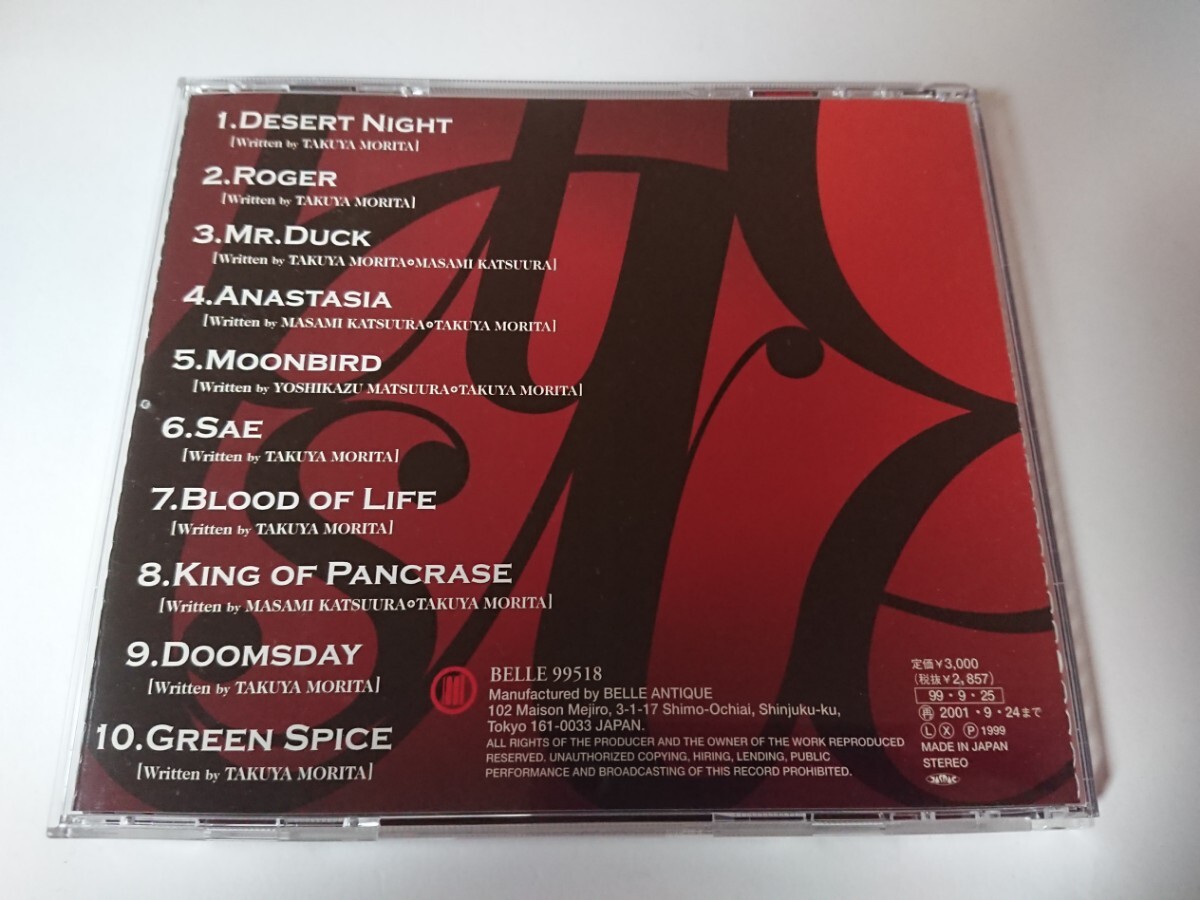 1.DESERT NIGHT
[Written by TAKUYA MORITA]
2.ROGER
[Written by TAKUYA MORITA]
3.MR.DUCK
[Written by TAKUYA MORITA∘MASAMI KATSUURA]
4.ANASTASIA
[Written by MASAMI KATSUURA∘TAKUYA MORITA]
5.MOONBIRD
[Written by YOSHIKAZU MATSUURA∘TAKUYA MORITA]
6.SAE
[Written by TAKUYA MORITA]
7.BLOOD OF LIFE
[Written by TAKUYA MORITA]
8.KING OF PANCRASE
[Written by MASAMI KATSUURA∘TAKUYA MORITA]
9.DOOMSDAY
[Written by TAKUYA MORITA]
10.GREEN SPICE
[Written by TAKUYA MORITA]
BELLE 99518
Manufactured by BELLE ANTIQUE
102 Maison Mejiro, 3-1-17 Shimo-Ochiai, Shinjuku-ku,
Tokyo 161-0033 JAPAN.
ALL RIGHTS OF THE PRODUCER AND THE OWNER OF THE WORK REPRODUCED
RESERVED. UNAUTHORIZED COPYING, HIRING, LENDING, PUBLIC
PERFORMANCE AND BROADCASTING OF THIS RECORD PROHIBITED.
定価¥3,000
(税抜¥2,857)
99・9・25
再 2001・9・24まで
Ⓛ Ⓧ Ⓟ 1999
MADE IN JAPAN
STEREO